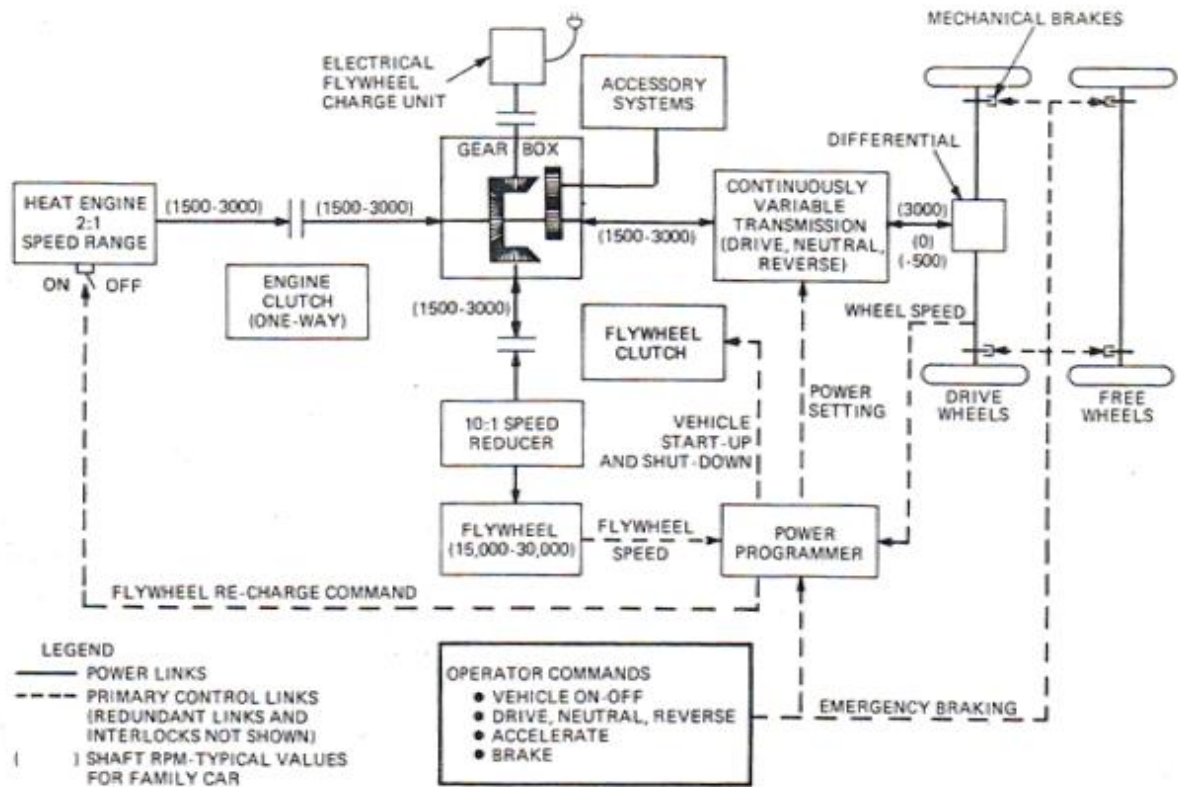 MECHANICAL BRAKES
ELECTRICAL
FLYWHEEL
CHARGE UNIT
ACCESSORY
SYSTEMS
DIFFERENTIAL
GEAR BOX
HEAT ENGINE
2:1
SPEED RANGE
(1500-3000)
(1500-3000)
(1500-3000)
CONTINUOUSLY
VARIABLE
TRANSMISSION
(DRIVE, NEUTRAL,
REVERSE)
(3000)
(0)
(-500)
ON OFF
ENGINE
CLUTCH
(ONE-WAY)
(1500-3000)
FLYWHEEL
CLUTCH
WHEEL SPEED
10:1 SPEED
REDUCER
VEHICLE
START-UP
AND SHUT-DOWN
POWER
SETTING
DRIVE
WHEELS
FREE
WHEELS
FLYWHEEL
(15,000-30,000)
FLYWHEEL
SPEED
POWER
PROGRAMMER
FLYWHEEL RE-CHARGE COMMAND
LEGEND
POWER LINKS
PRIMARY CONTROL LINKS
(REDUNDANT LINKS AND
INTERLOCKS NOT SHOWN)
( ) SHAFT RPM-TYPICAL VALUES
FOR FAMILY CAR
OPERATOR COMMANDS
● VEHICLE ON-OFF
● DRIVE, NEUTRAL, REVERSE
● ACCELERATE
● BRAKE
EMERGENCY BRAKING